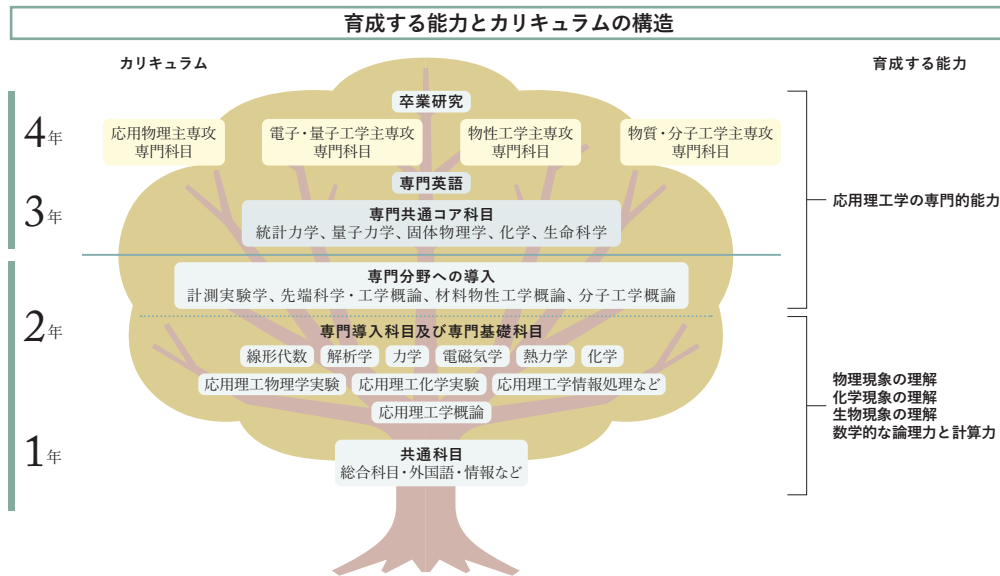 育成する能力とカリキュラムの構造
カリキュラム
育成する能力
卒業研究
4年
応用物理主専攻
専門科目
電子・量子工学主専攻
専門科目
物性工学主専攻
専門科目
物質・分子工学主専攻
専門科目
専門英語
3年
専門共通コア科目
統計力学、量子力学、固体物理学、化学、生命科学
応用理工学の専門的能力
専門分野への導入
計測実験学、先端科学・工学概論、材料物性工学概論、分子工学概論
2年
専門導入科目及び専門基礎科目
線形代数 解析学 力学 電磁気学 熱力学 化学
応用理工物理学実験 応用理工化学実験 応用理工学情報処理など
応用理工学概論
物理現象の理解
化学現象の理解
生物現象の理解
数学的な論理力と計算力
1年
共通科目
総合科目・外国語・情報など